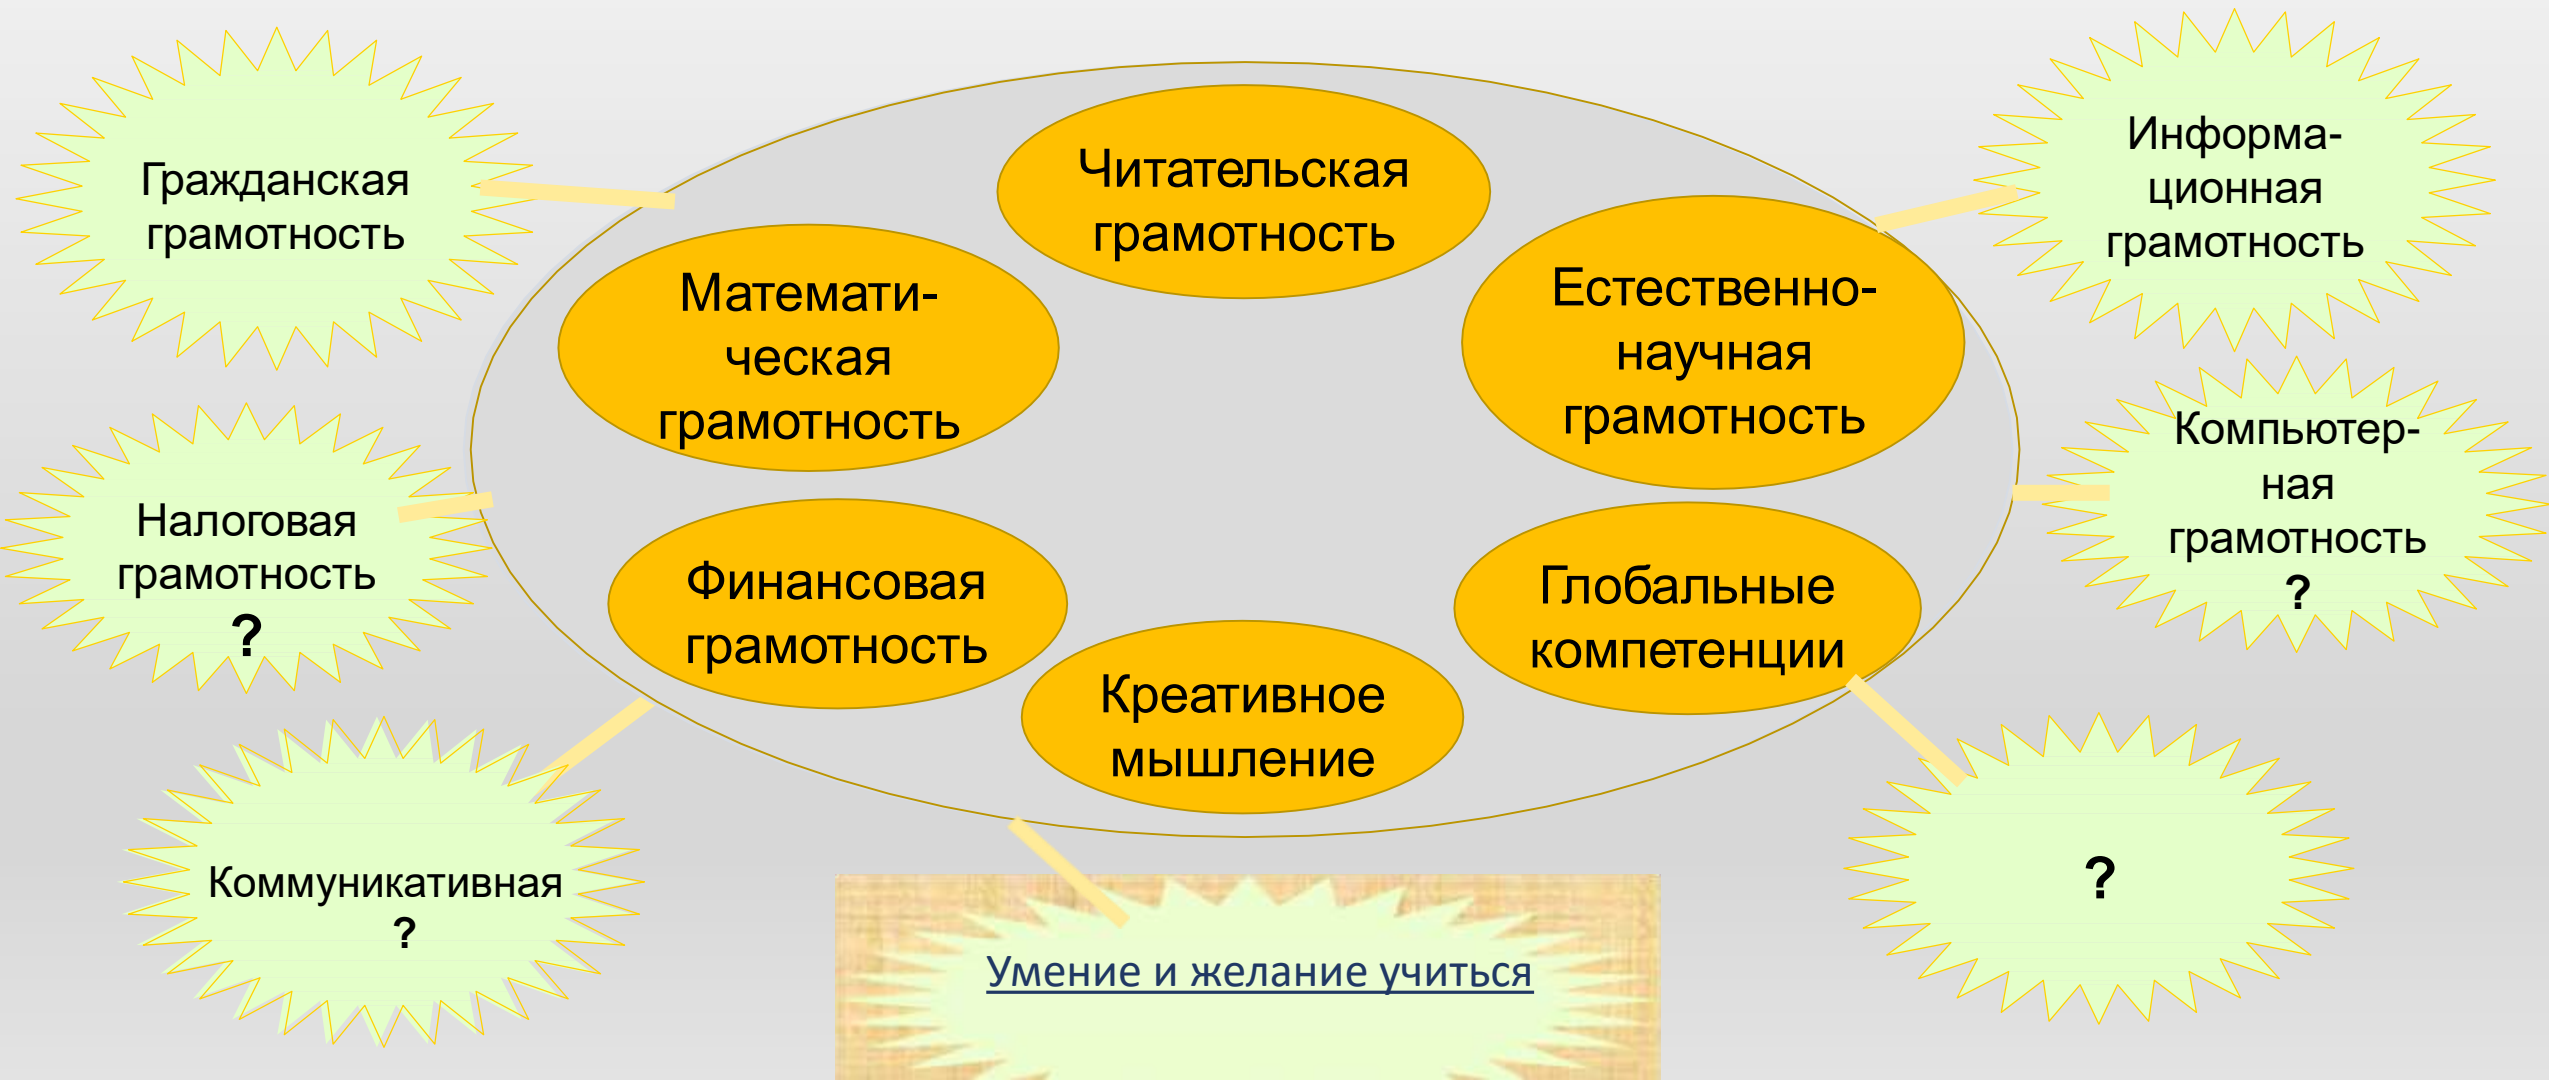 Гражданская
грамотность
Читательская
грамотность
Информа-
ционная
грамотность
Математи-
ческая
грамотность
Естественно-
научная
грамотность
Налоговая
грамотность
?
Компьютер-
ная
грамотность
?
Финансовая
грамотность
Глобальные
компетенции
Креативное
мышление
Коммуникативная
?
?
Умение и желание учиться